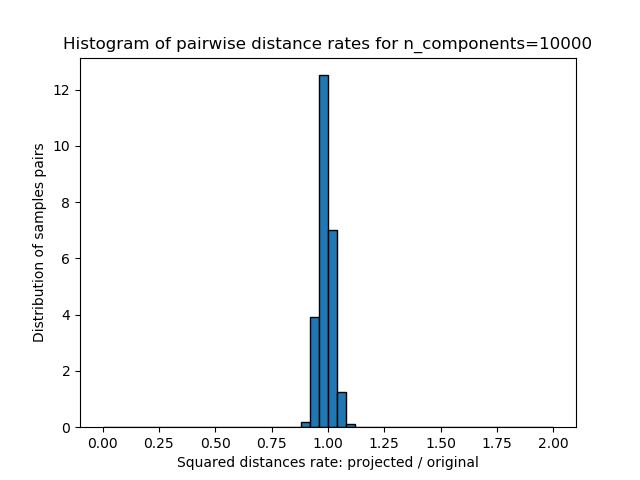 Histogram of pairwise distance rates for n_components=10000
Distribution of samples pairs
12
10
8
6
4
2
0
0.00 0.25 0.50 0.75 1.00 1.25 1.50 1.75 2.00
Squared distances rate: projected / original